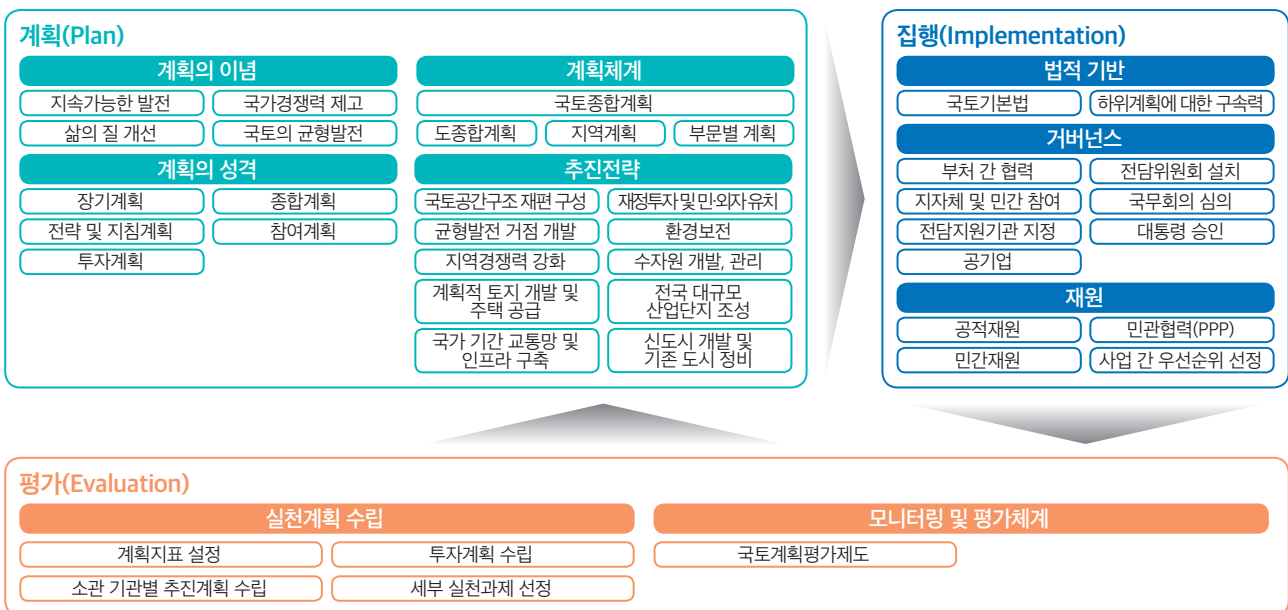 계획(Plan)
계획의 이념
지속가능한 발전
국가경쟁력 제고
삶의 질 개선
국토의 균형발전
계획의 성격
장기계획
종합계획
전략 및 지침계획
참여계획
투자계획
계획체계
국토종합계획
도종합계획
지역계획
부문별 계획
추진전략
국토공간구조 재편 구성
재정투자 및 민·외자 유치
균형발전 거점 개발
환경보전
지역경쟁력 강화
수자원 개발, 관리
계획적 토지 개발 및
주택 공급
전국 대규모
산업단지 조성
국가 기간 교통망 및
인프라 구축
신도시 개발 및
기존 도시 정비
집행(Implementation)
법적 기반
국토기본법
하위계획에 대한 구속력
거버넌스
부처 간 협력
전담위원회 설치
지자체 및 민간 참여
국무회의 심의
전담지원기관 지정
대통령 승인
공기업
재원
공적재원
민관협력(PPP)
민간재원
사업 간 우선순위 선정
평가(Evaluation)
실천계획 수립
계획지표 설정
투자계획 수립
소관 기관별 추진계획 수립
세부 실천과제 선정
모니터링 및 평가체계
국토계획평가제도